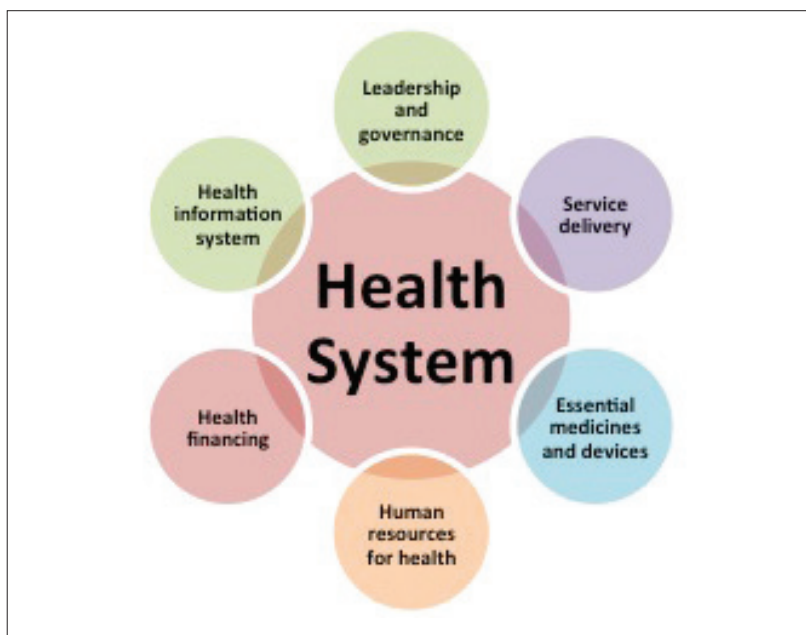 Leadership
and
governance
Service
delivery
Essential
medicines
and devices
Human
resources
for health
Health
financing
Health
information
system
Health
System